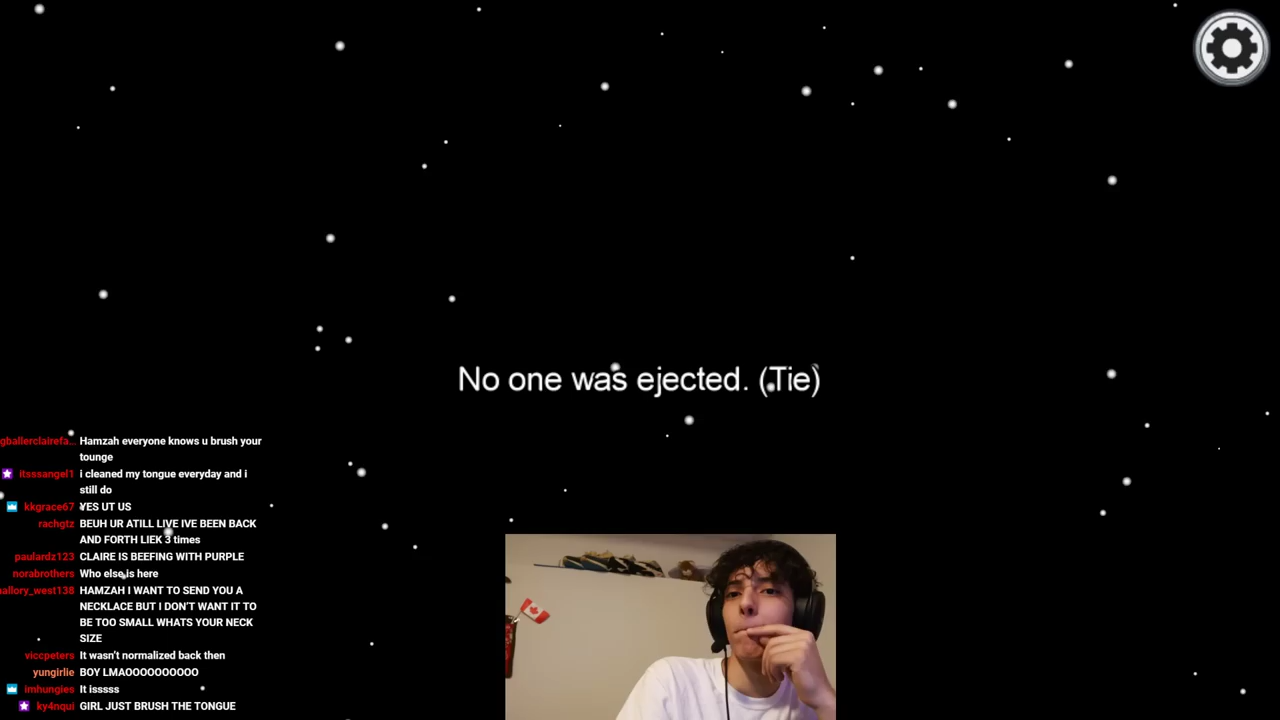 No one was ejected. (Tie)
Hamzah everyone knows u brush your
tounge
itsssangel1 i cleaned my tongue everyday and i
still do
kkgrace67 YES UT US
rachgtz BEUH UR ATILL LIVE IVE BEEN BACK
AND FORTH LIEK 3 times
paulardz123 CLAIRE IS BEEFING WITH PURPLE
norabrothers Who else is here
HAMZAH I WANT TO SEND YOU A
NECKLACE BUT I DON'T WANT IT TO
BE TOO SMALL WHATS YOUR NECK
SIZE
viccpeters It wasn't normalized back then
yungirlie BOY LMAOOOOOOOOOO
imhungies It isssss
ky4nqui GIRL JUST BRUSH THE TONGUE